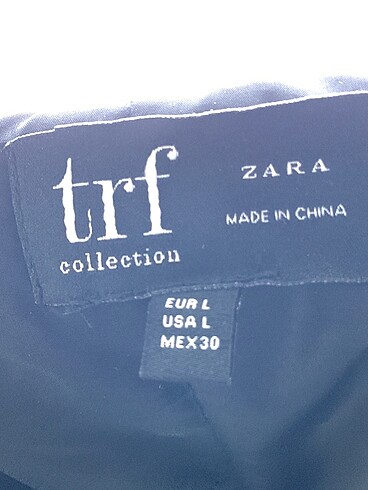 trf
collection
ZARA
MADE IN CHINA
EUR L
USA L
MEX30